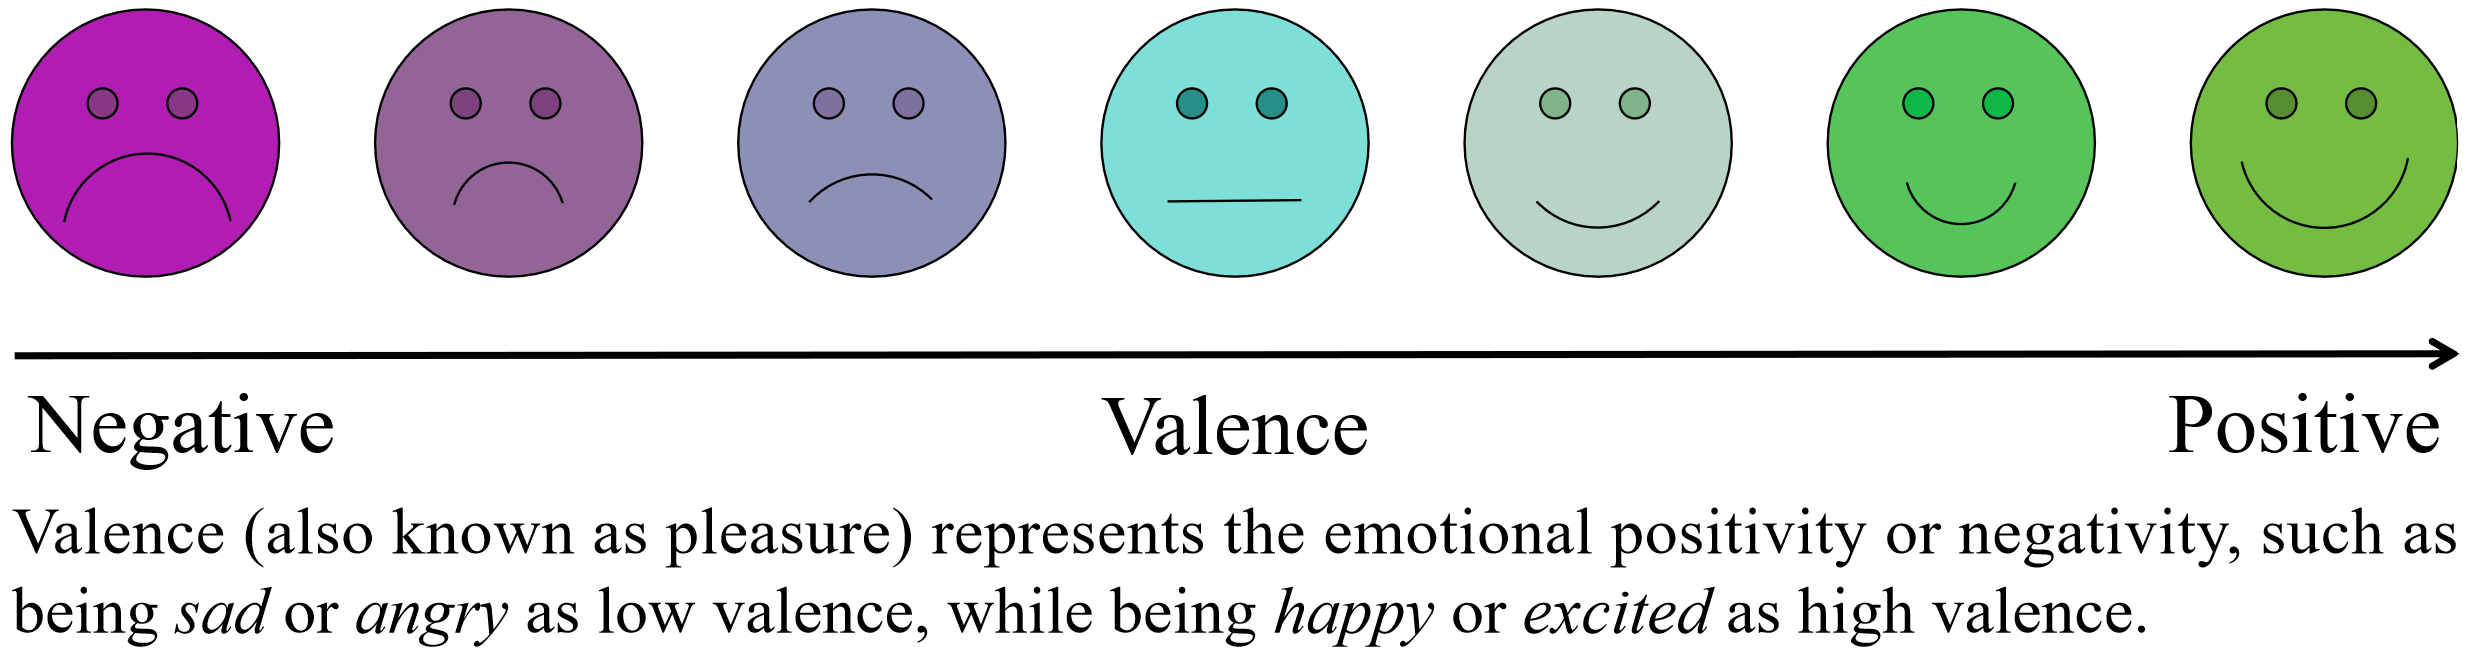 Negative Valence Positive
Valence (also known as pleasure) represents the emotional positivity or negativity, such as
being sad or angry as low valence, while being happy or excited as high valence.